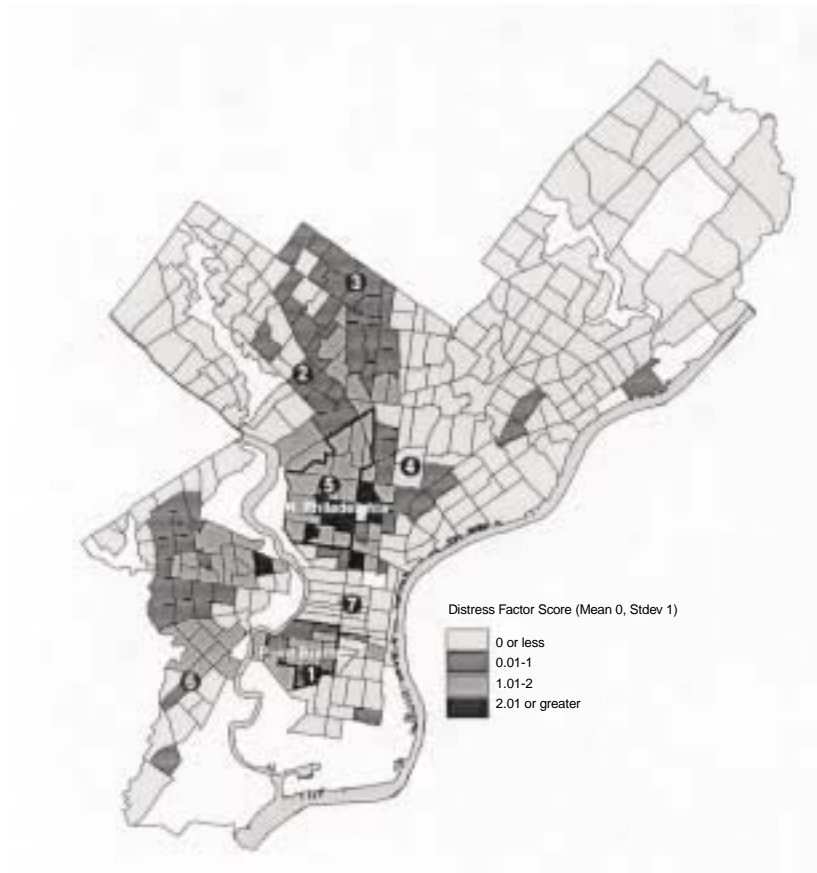 3
2
4
5
N. Philadelphia
7
1
Distress Factor Score (Mean 0, Stdev 1)
0 or less
0.01-1
1.01-2
2.01 or greater